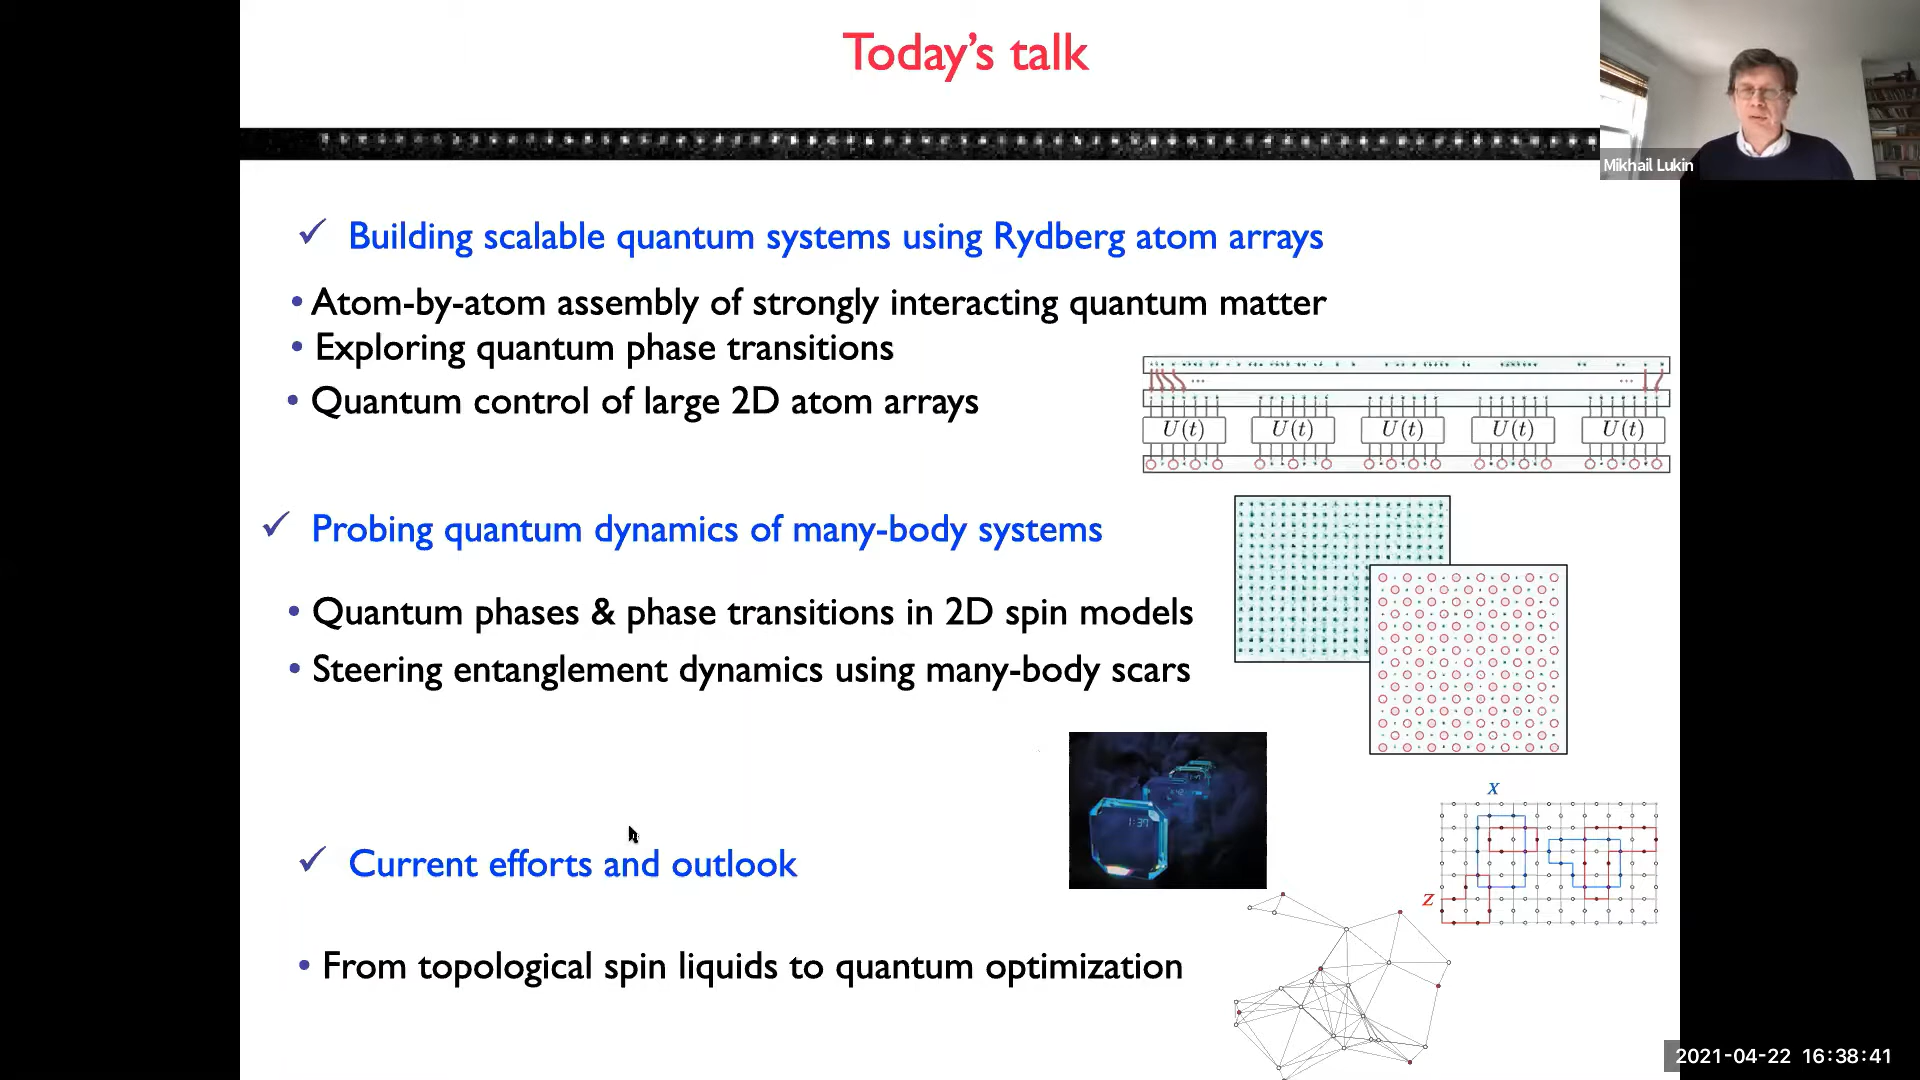 Today's talk
Mikhail Lukin
✓ Building scalable quantum systems using Rydberg atom arrays
• Atom-by-atom assembly of strongly interacting quantum matter
• Exploring quantum phase transitions
• Quantum control of large 2D atom arrays
... ...
U(t) U(t) U(t) U(t) U(t)
✓ Probing quantum dynamics of many-body systems
• Quantum phases & phase transitions in 2D spin models
• Steering entanglement dynamics using many-body scars
1:37
X
Z
✓ Current efforts and outlook
• From topological spin liquids to quantum optimization
2021-04-22 16:38:41